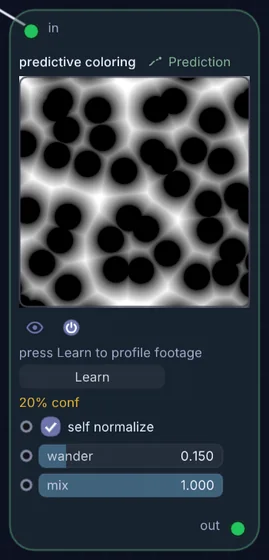 in
predictive coloring Prediction
press Learn to profile footage
Learn
20% conf
self normalize
wander 0.150
mix 1.000
out